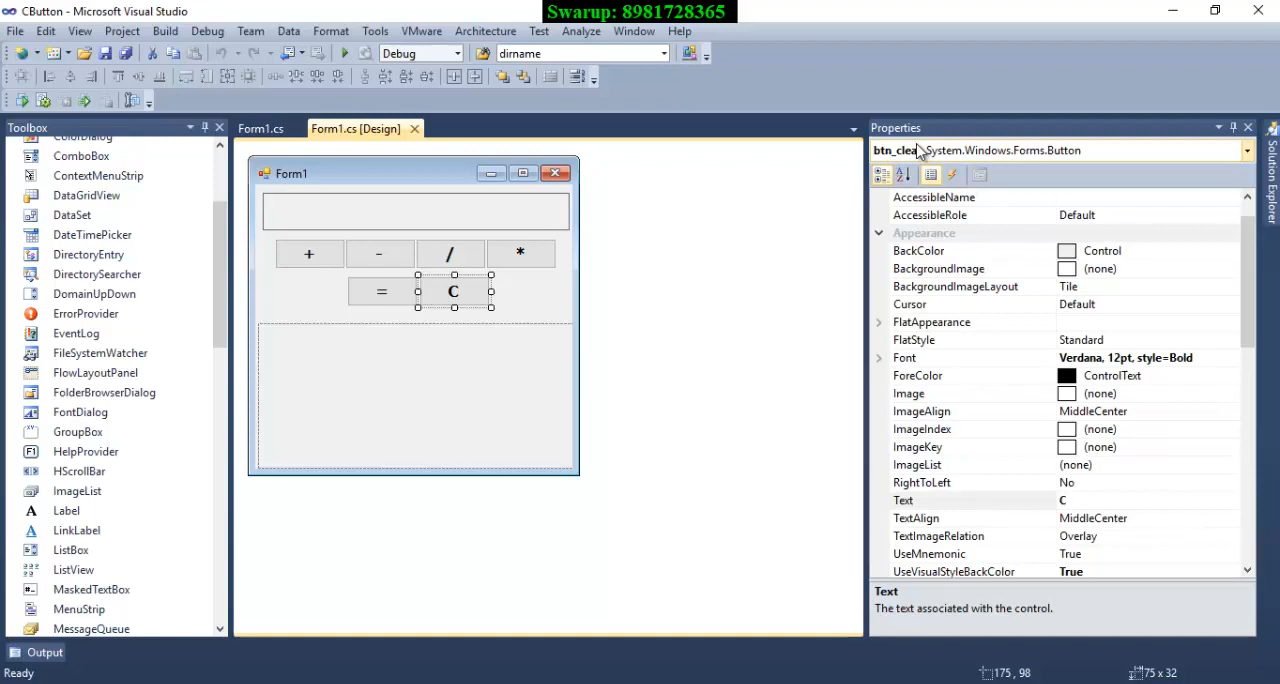 CButton - Microsoft Visual Studio
Swarup: 8981728365
File Edit View Project Build Debug Team Data Format Tools VMware Architecture Test Analyze Window Help
Debug
dirname
Toolbox
ColorDialog
ComboBox
ContextMenuStrip
DataGridView
DataSet
DateTimePicker
DirectoryEntry
DirectorySearcher
DomainUpDown
ErrorProvider
EventLog
FileSystemWatcher
FlowLayoutPanel
FolderBrowserDialog
FontDialog
GroupBox
HelpProvider
HScrollBar
ImageList
Label
LinkLabel
ListBox
ListView
MaskedTextBox
MenuStrip
MessageQueue
Form1.cs
Form1.cs [Design]
Form1
+ - / *
= C
Properties
btn_clea System.Windows.Forms.Button
AccessibleName
AccessibleRole Default
Appearance
BackColor Control
BackgroundImage (none)
BackgroundImageLayout Tile
Cursor Default
FlatAppearance
FlatStyle Standard
Font Verdana, 12pt, style=Bold
ForeColor ControlText
Image (none)
ImageAlign MiddleCenter
ImageIndex (none)
ImageKey (none)
ImageList (none)
RightToLeft No
Text C
TextAlign MiddleCenter
TextImageRelation Overlay
UseMnemonic True
UseVisualStyleBackColor True
Text
The text associated with the control.
Solution Explorer
Output
Ready
175 , 98
75 x 32